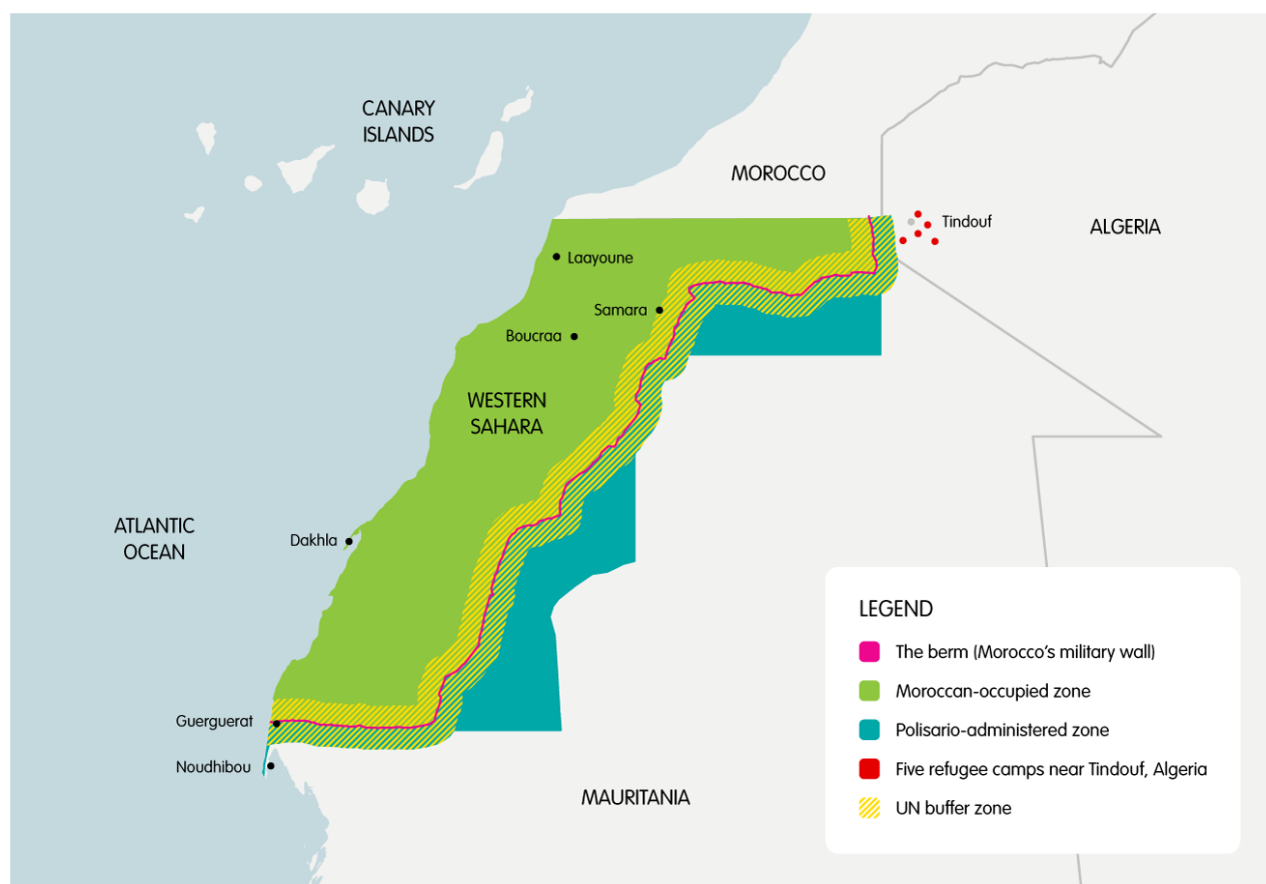 CANARY
ISLANDS
MOROCCO
Tindouf
ALGERIA
Laayoune
Samara
Boucraa
WESTERN
SAHARA
ATLANTIC
OCEAN
Dakhla
Guerguerat
Noudhibou
MAURITANIA
LEGEND
The berm (Morocco's military wall)
Moroccan-occupied zone
Polisario-administered zone
Five refugee camps near Tindouf, Algeria
UN buffer zone